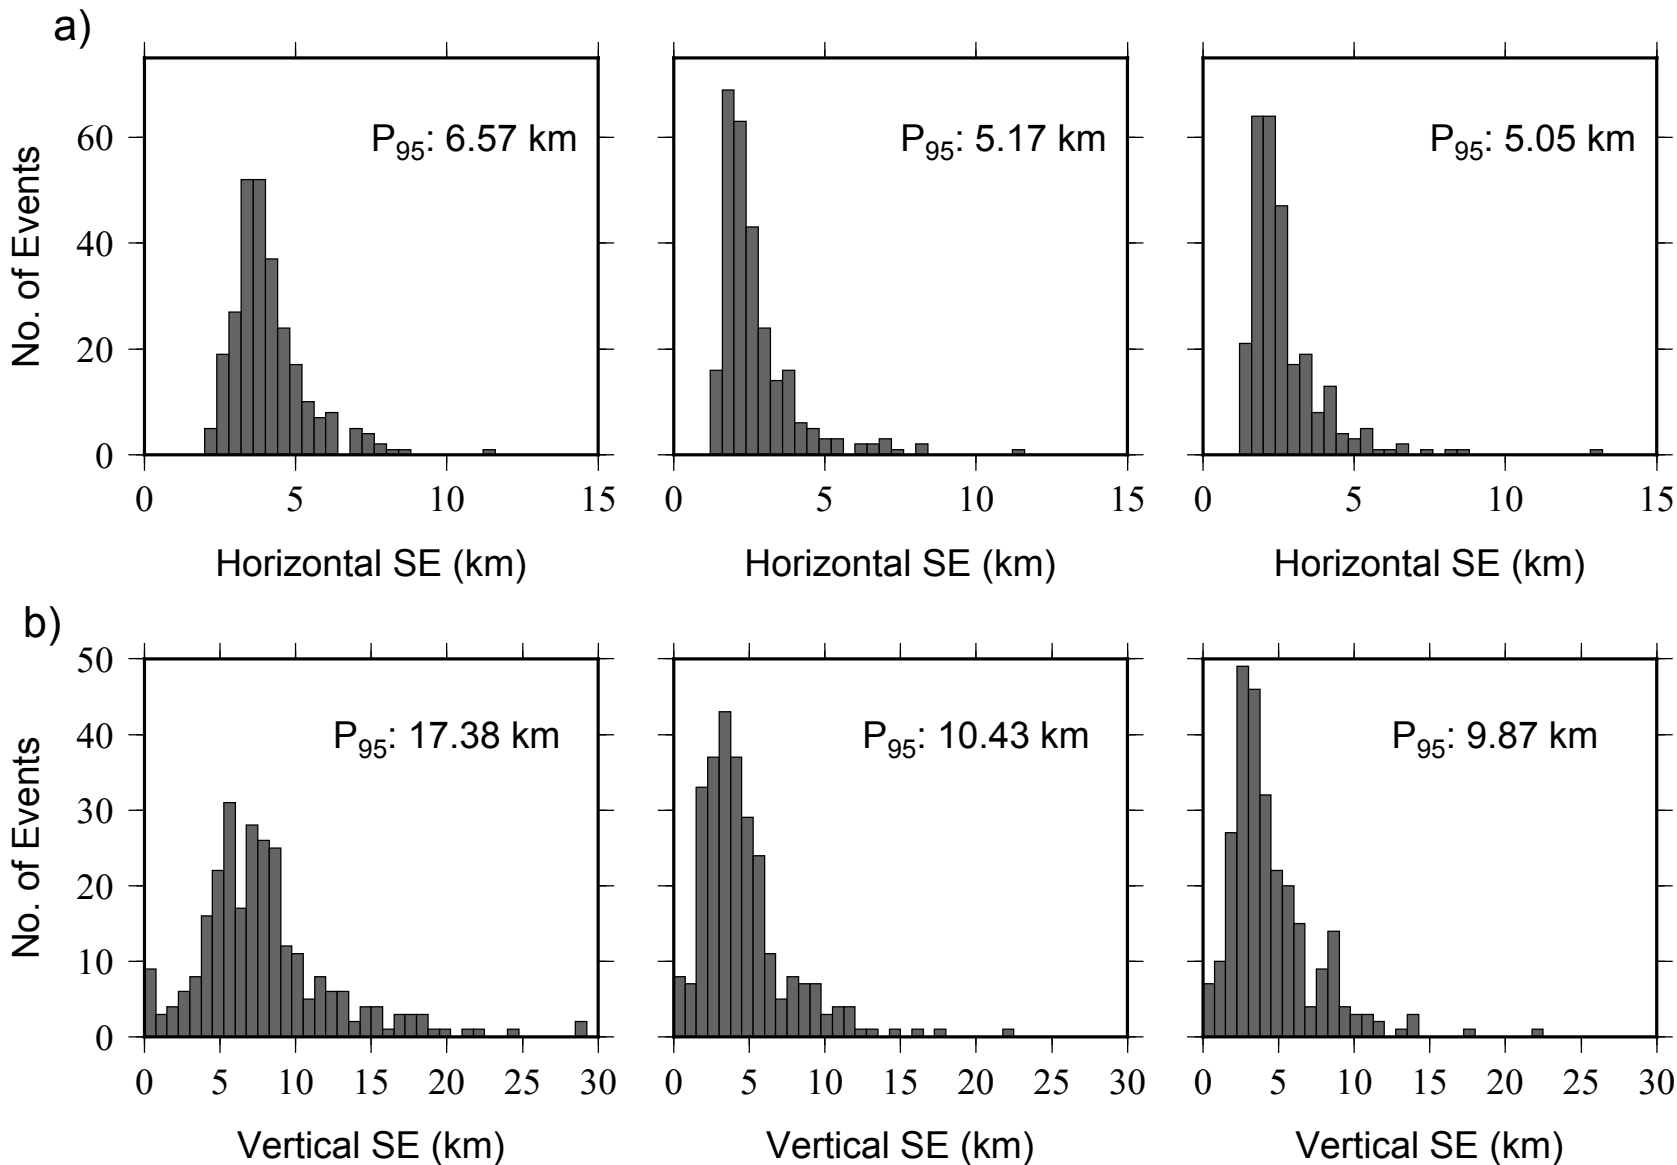 a)
No. of Events
60
40
20
0
P95: 6.57 km
P95: 5.17 km
P95: 5.05 km
0 5 10 15
0 5 10 15
0 5 10 15
Horizontal SE (km)
Horizontal SE (km)
Horizontal SE (km)
b)
No. of Events
50
40
30
20
10
0
P95: 17.38 km
P95: 10.43 km
P95: 9.87 km
0 5 10 15 20 25 30
0 5 10 15 20 25 30
0 5 10 15 20 25 30
Vertical SE (km)
Vertical SE (km)
Vertical SE (km)